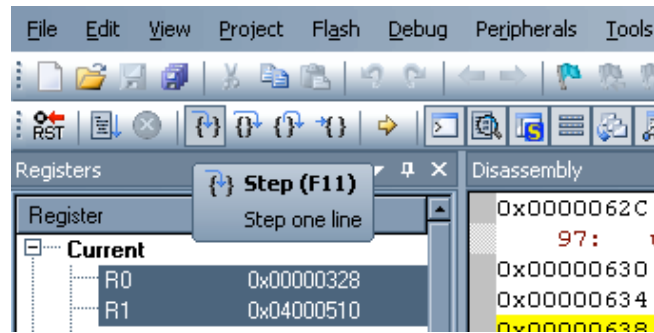 File Edit View Project Flash Debug Peripherals Tools
RST
Registers
Disassembly
Step (F11)
Step one line
Register
Current
R0 0x00000328
R1 0x04000510
0x0000062C
97:
0x00000630
0x00000634
0x00000638